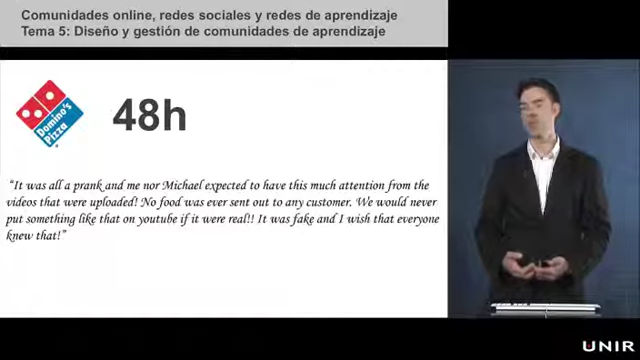 Comunidades online, redes sociales y redes de aprendizaje
Tema 5: Diseño y gestión de comunidades de aprendizaje
Domino's
Pizza
48h
“It was all a prank and me nor Michael expected to have this much attention from the
videos that were uploaded! No food was ever sent out to any customer. We would never
put something like that on youtube if it were real!! It was fake and I wish that everyone
knew that!”
UNIR